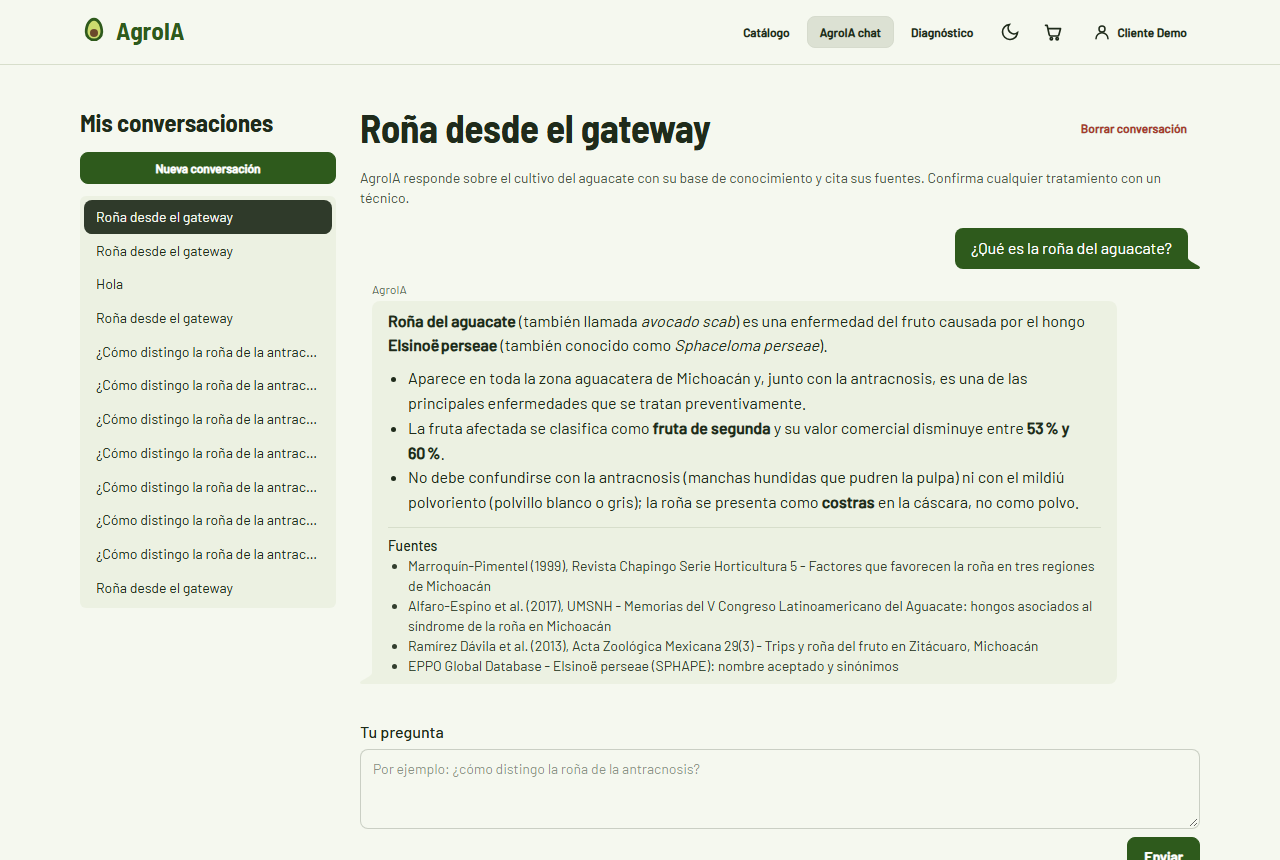 AgroIA
Catálogo
AgroIA chat
Diagnóstico
Cliente Demo
Mis conversaciones
Nueva conversación
Roña desde el gateway
Roña desde el gateway
Hola
Roña desde el gateway
¿Cómo distingo la roña de la antrac...
¿Cómo distingo la roña de la antrac...
¿Cómo distingo la roña de la antrac...
¿Cómo distingo la roña de la antrac...
¿Cómo distingo la roña de la antrac...
¿Cómo distingo la roña de la antrac...
¿Cómo distingo la roña de la antrac...
Roña desde el gateway
Roña desde el gateway
Borrar conversación
AgroIA responde sobre el cultivo del aguacate con su base de conocimiento y cita sus fuentes. Confirma cualquier tratamiento con un
técnico.
¿Qué es la roña del aguacate?
AgroIA
Roña del aguacate (también llamada avocado scab) es una enfermedad del fruto causada por el hongo
Elsinoë perseae (también conocido como Sphaceloma perseae).
• Aparece en toda la zona aguacatera de Michoacán y, junto con la antracnosis, es una de las
principales enfermedades que se tratan preventivamente.
• La fruta afectada se clasifica como fruta de segunda y su valor comercial disminuye entre 53 % y
60 %.
• No debe confundirse con la antracnosis (manchas hundidas que pudren la pulpa) ni con el mildiú
polvoriento (polvillo blanco o gris); la roña se presenta como costras en la cáscara, no como polvo.
Fuentes
• Marroquín-Pimentel (1999), Revista Chapingo Serie Horticultura 5 - Factores que favorecen la roña en tres regiones
de Michoacán
• Alfaro-Espino et al. (2017), UMSNH - Memorias del V Congreso Latinoamericano del Aguacate: hongos asociados al
síndrome de la roña en Michoacán
• Ramírez Dávila et al. (2013), Acta Zoológica Mexicana 29(3) - Trips y roña del fruto en Zitácuaro, Michoacán
• EPPO Global Database - Elsinoë perseae (SPHAPE): nombre aceptado y sinónimos
Tu pregunta
Por ejemplo: ¿cómo distingo la roña de la antracnosis?
Enviar